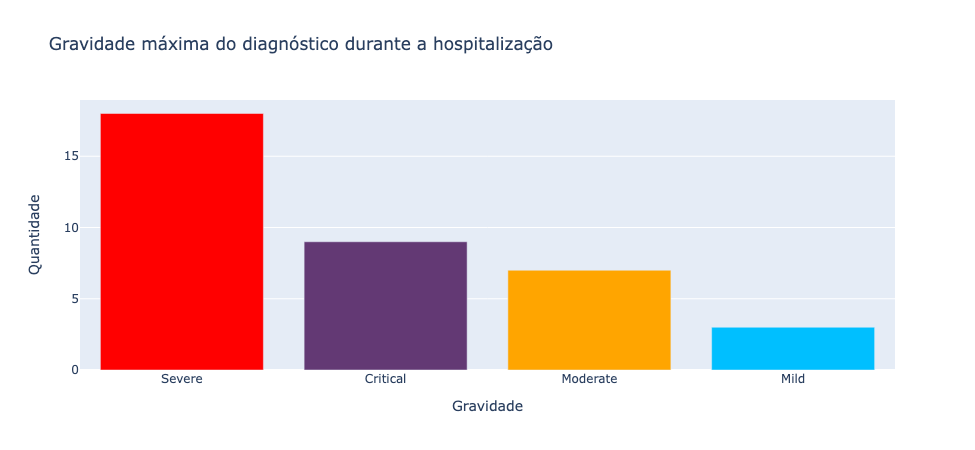 Gravidade máxima do diagnóstico durante a hospitalização
Quantidade
15
10
5
0
Severe
Critical
Moderate
Mild
Gravidade